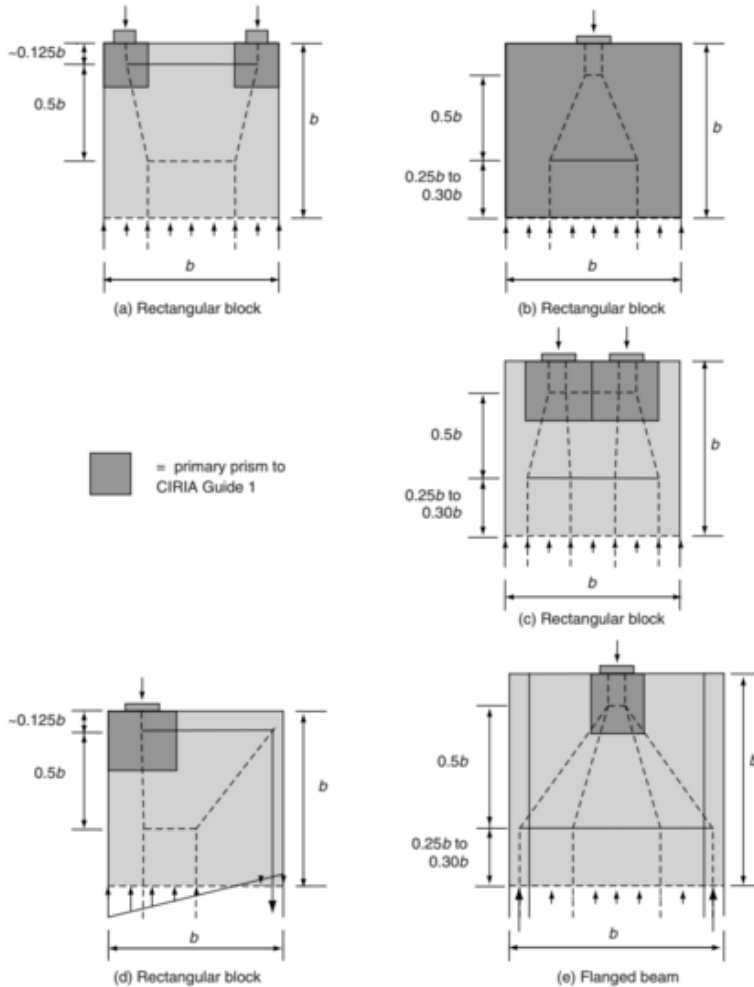 ~0.125b
0.5b
b
b
(a) Rectangular block
0.5b
0.25b to
0.30b
b
b
(b) Rectangular block
= primary prism to
CIRIA Guide 1
0.5b
0.25b to
0.30b
b
b
(c) Rectangular block
~0.125b
0.5b
b
b
(d) Rectangular block
0.5b
0.25b to
0.30b
b
b
(e) Flanged beam